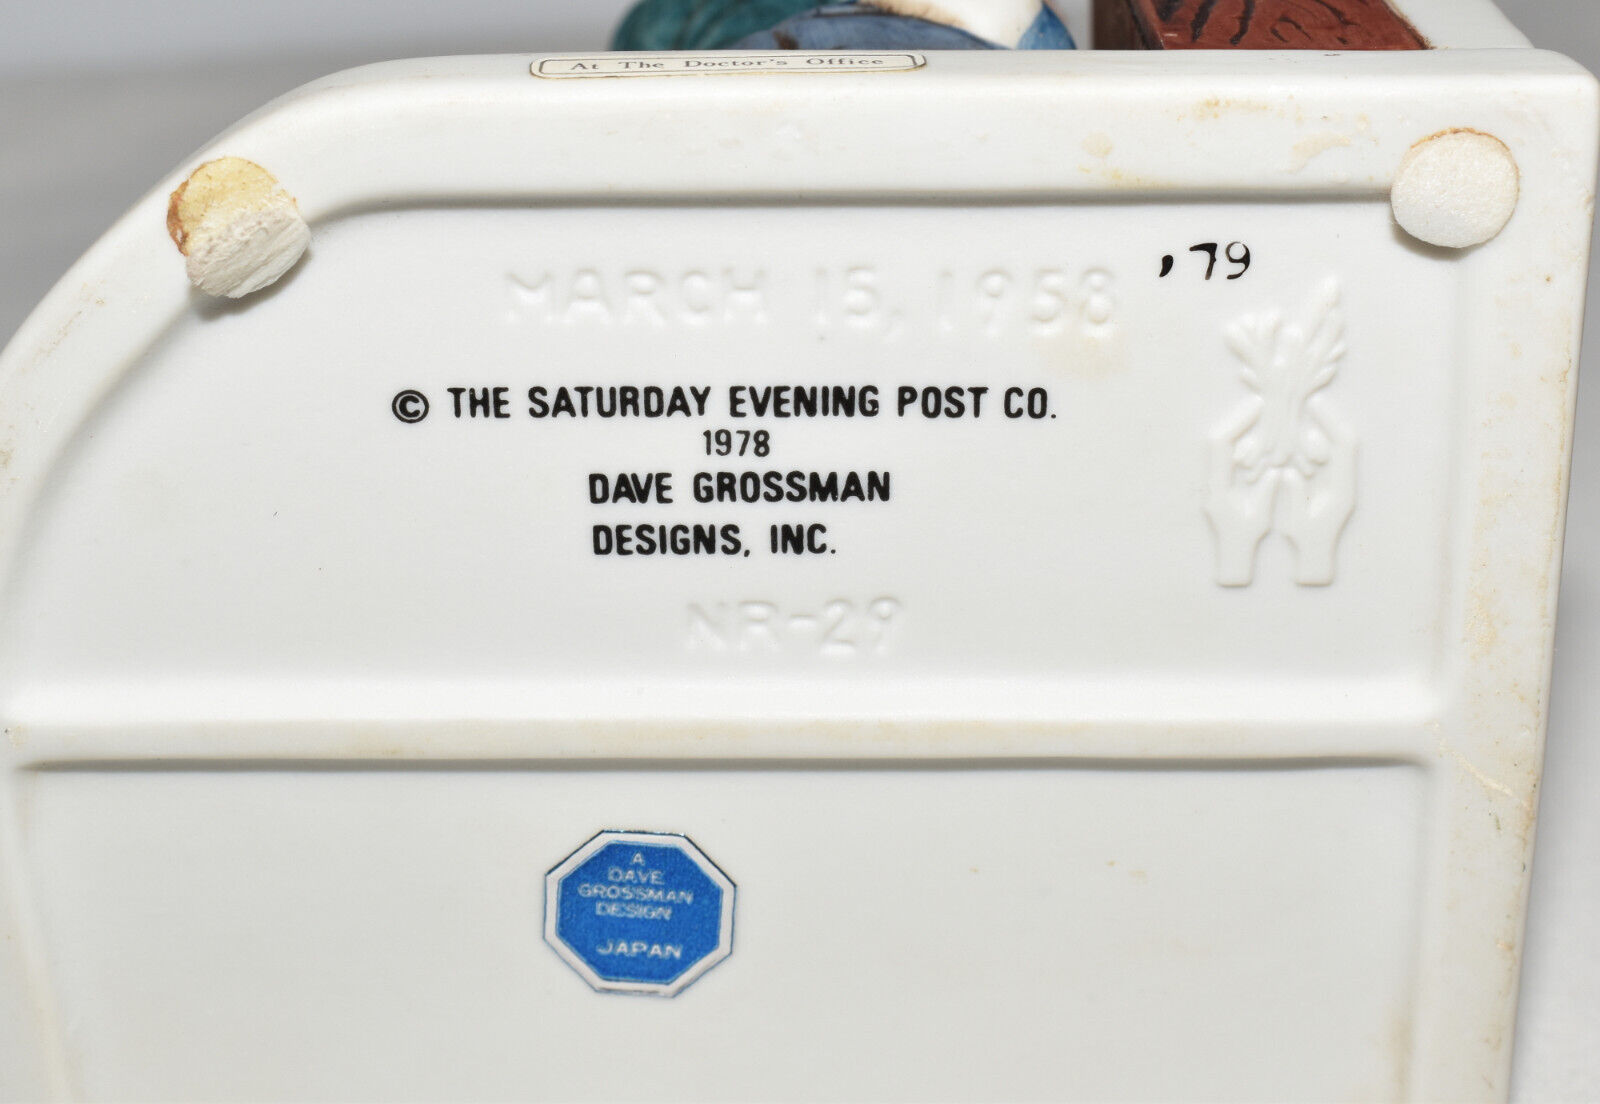 At The Doctor's Office
MARCH 15, 1958
,79
© THE SATURDAY EVENING POST CO.
1978
DAVE GROSSMAN
DESIGNS, INC.
NR-29
A
DAVE
GROSSMAN
DESIGN
JAPAN